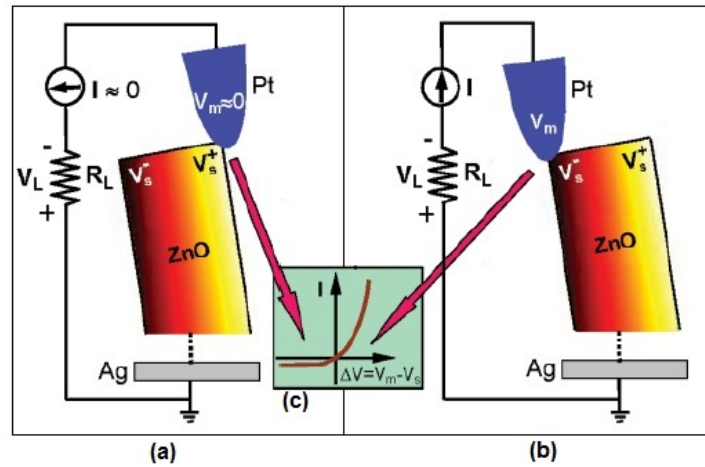 Pt
I ≈ 0
Vm≈0
-
VL RL
+
Vs- Vs+
ZnO
Ag
(a)
I
Pt
Vm
-
VL RL
+
Vs- Vs+
ZnO
Ag
(b)
I
ΔV=Vm-Vs
(c)